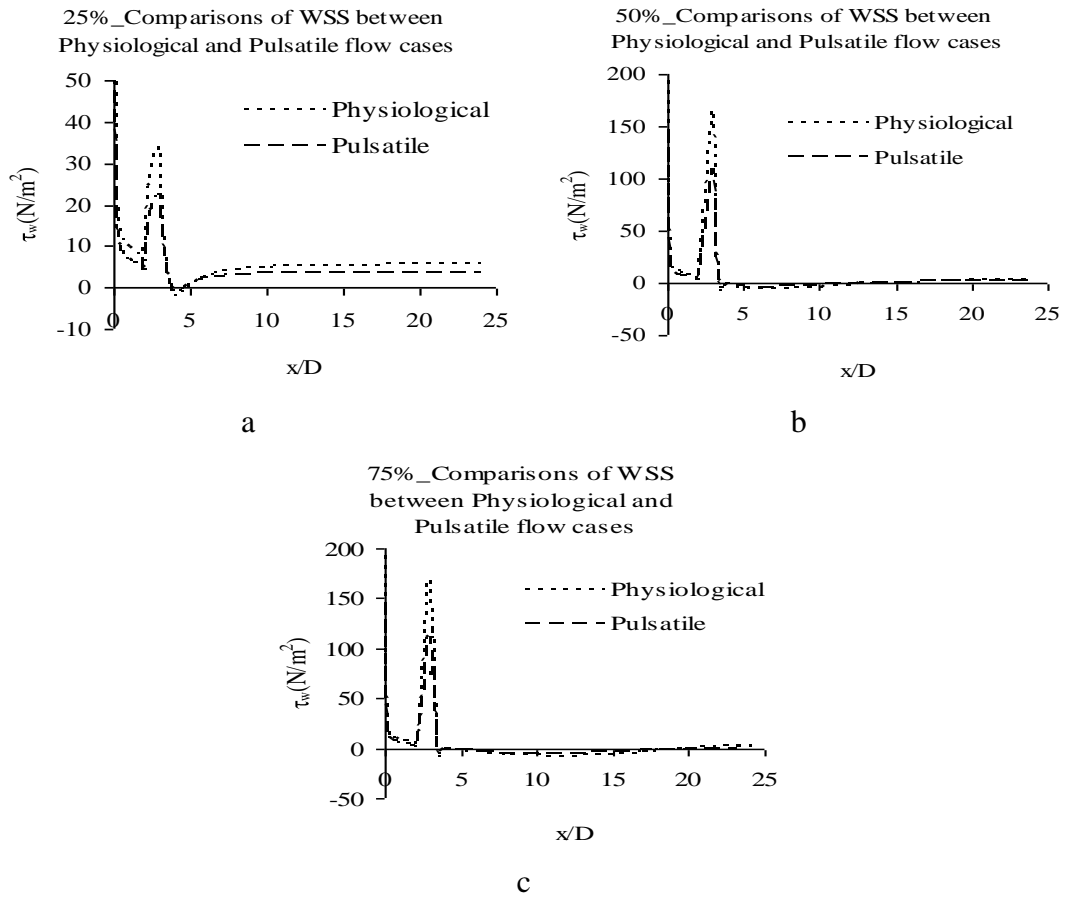 25%_Comparisons of WSS between
Physiological and Pulsatile flow cases
50
40
30
20
10
0
-10
τw(N/m²)
Physiological
Pulsatile
0
5
10
15
20
25
x/D
a
50%_Comparisons of WSS between
Physiological and Pulsatile flow cases
200
150
100
50
0
-50
τw(N/m²)
Physiological
Pulsatile
0
5
10
15
20
25
x/D
b
75%_Comparisons of WSS
between Physiological and
Pulsatile flow cases
200
150
100
50
0
-50
τw(N/m²)
Physiological
Pulsatile
0
5
10
15
20
25
x/D
c